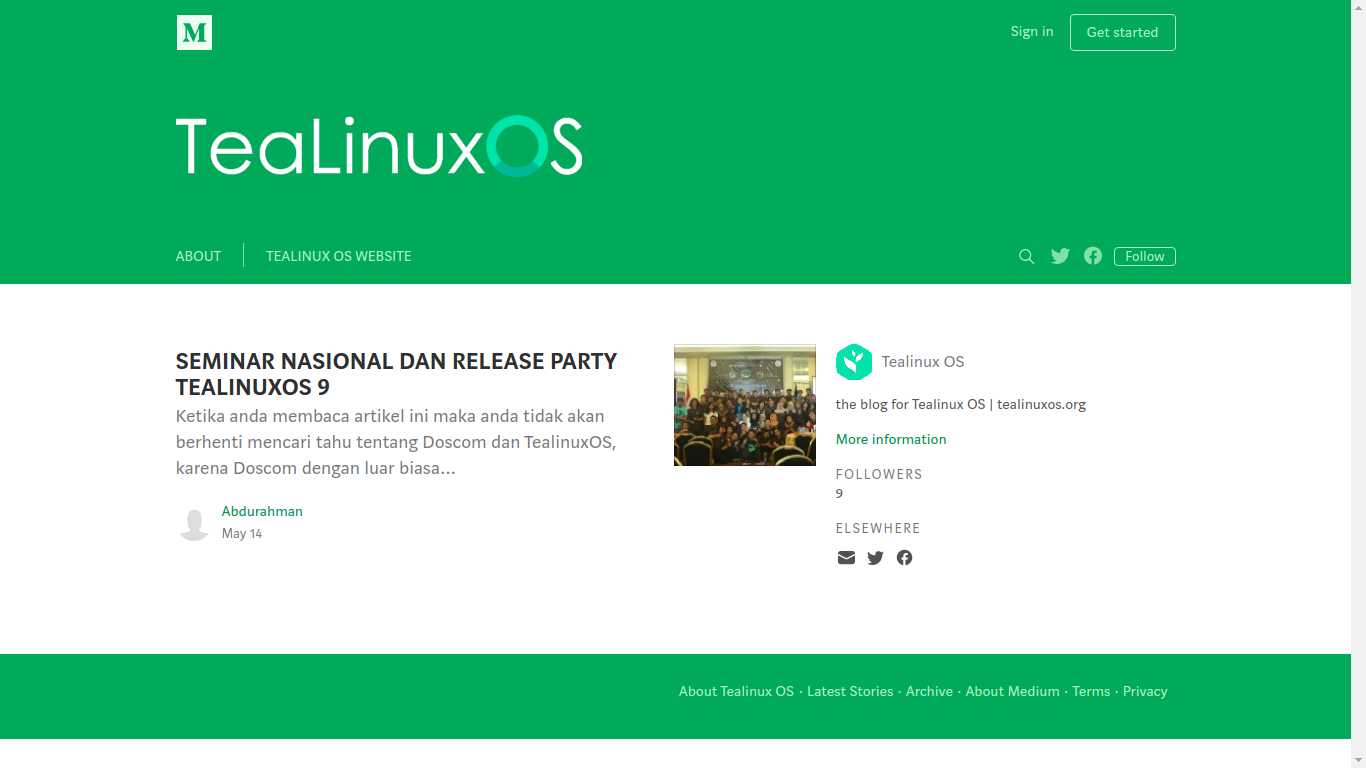 M
Sign in
Get started
TeaLinuxOS
ABOUT
TEALINUX OS WEBSITE
Follow
SEMINAR NASIONAL DAN RELEASE PARTY
TEALINUXOS 9
Ketika anda membaca artikel ini maka anda tidak akan
berhenti mencari tahu tentang Doscom dan TealinuxOS,
karena Doscom dengan luar biasa…
Abdurahman
May 14
Tealinux OS
the blog for Tealinux OS | tealinuxos.org
More information
FOLLOWERS
9
ELSEWHERE
About Tealinux OS · Latest Stories · Archive · About Medium · Terms · Privacy